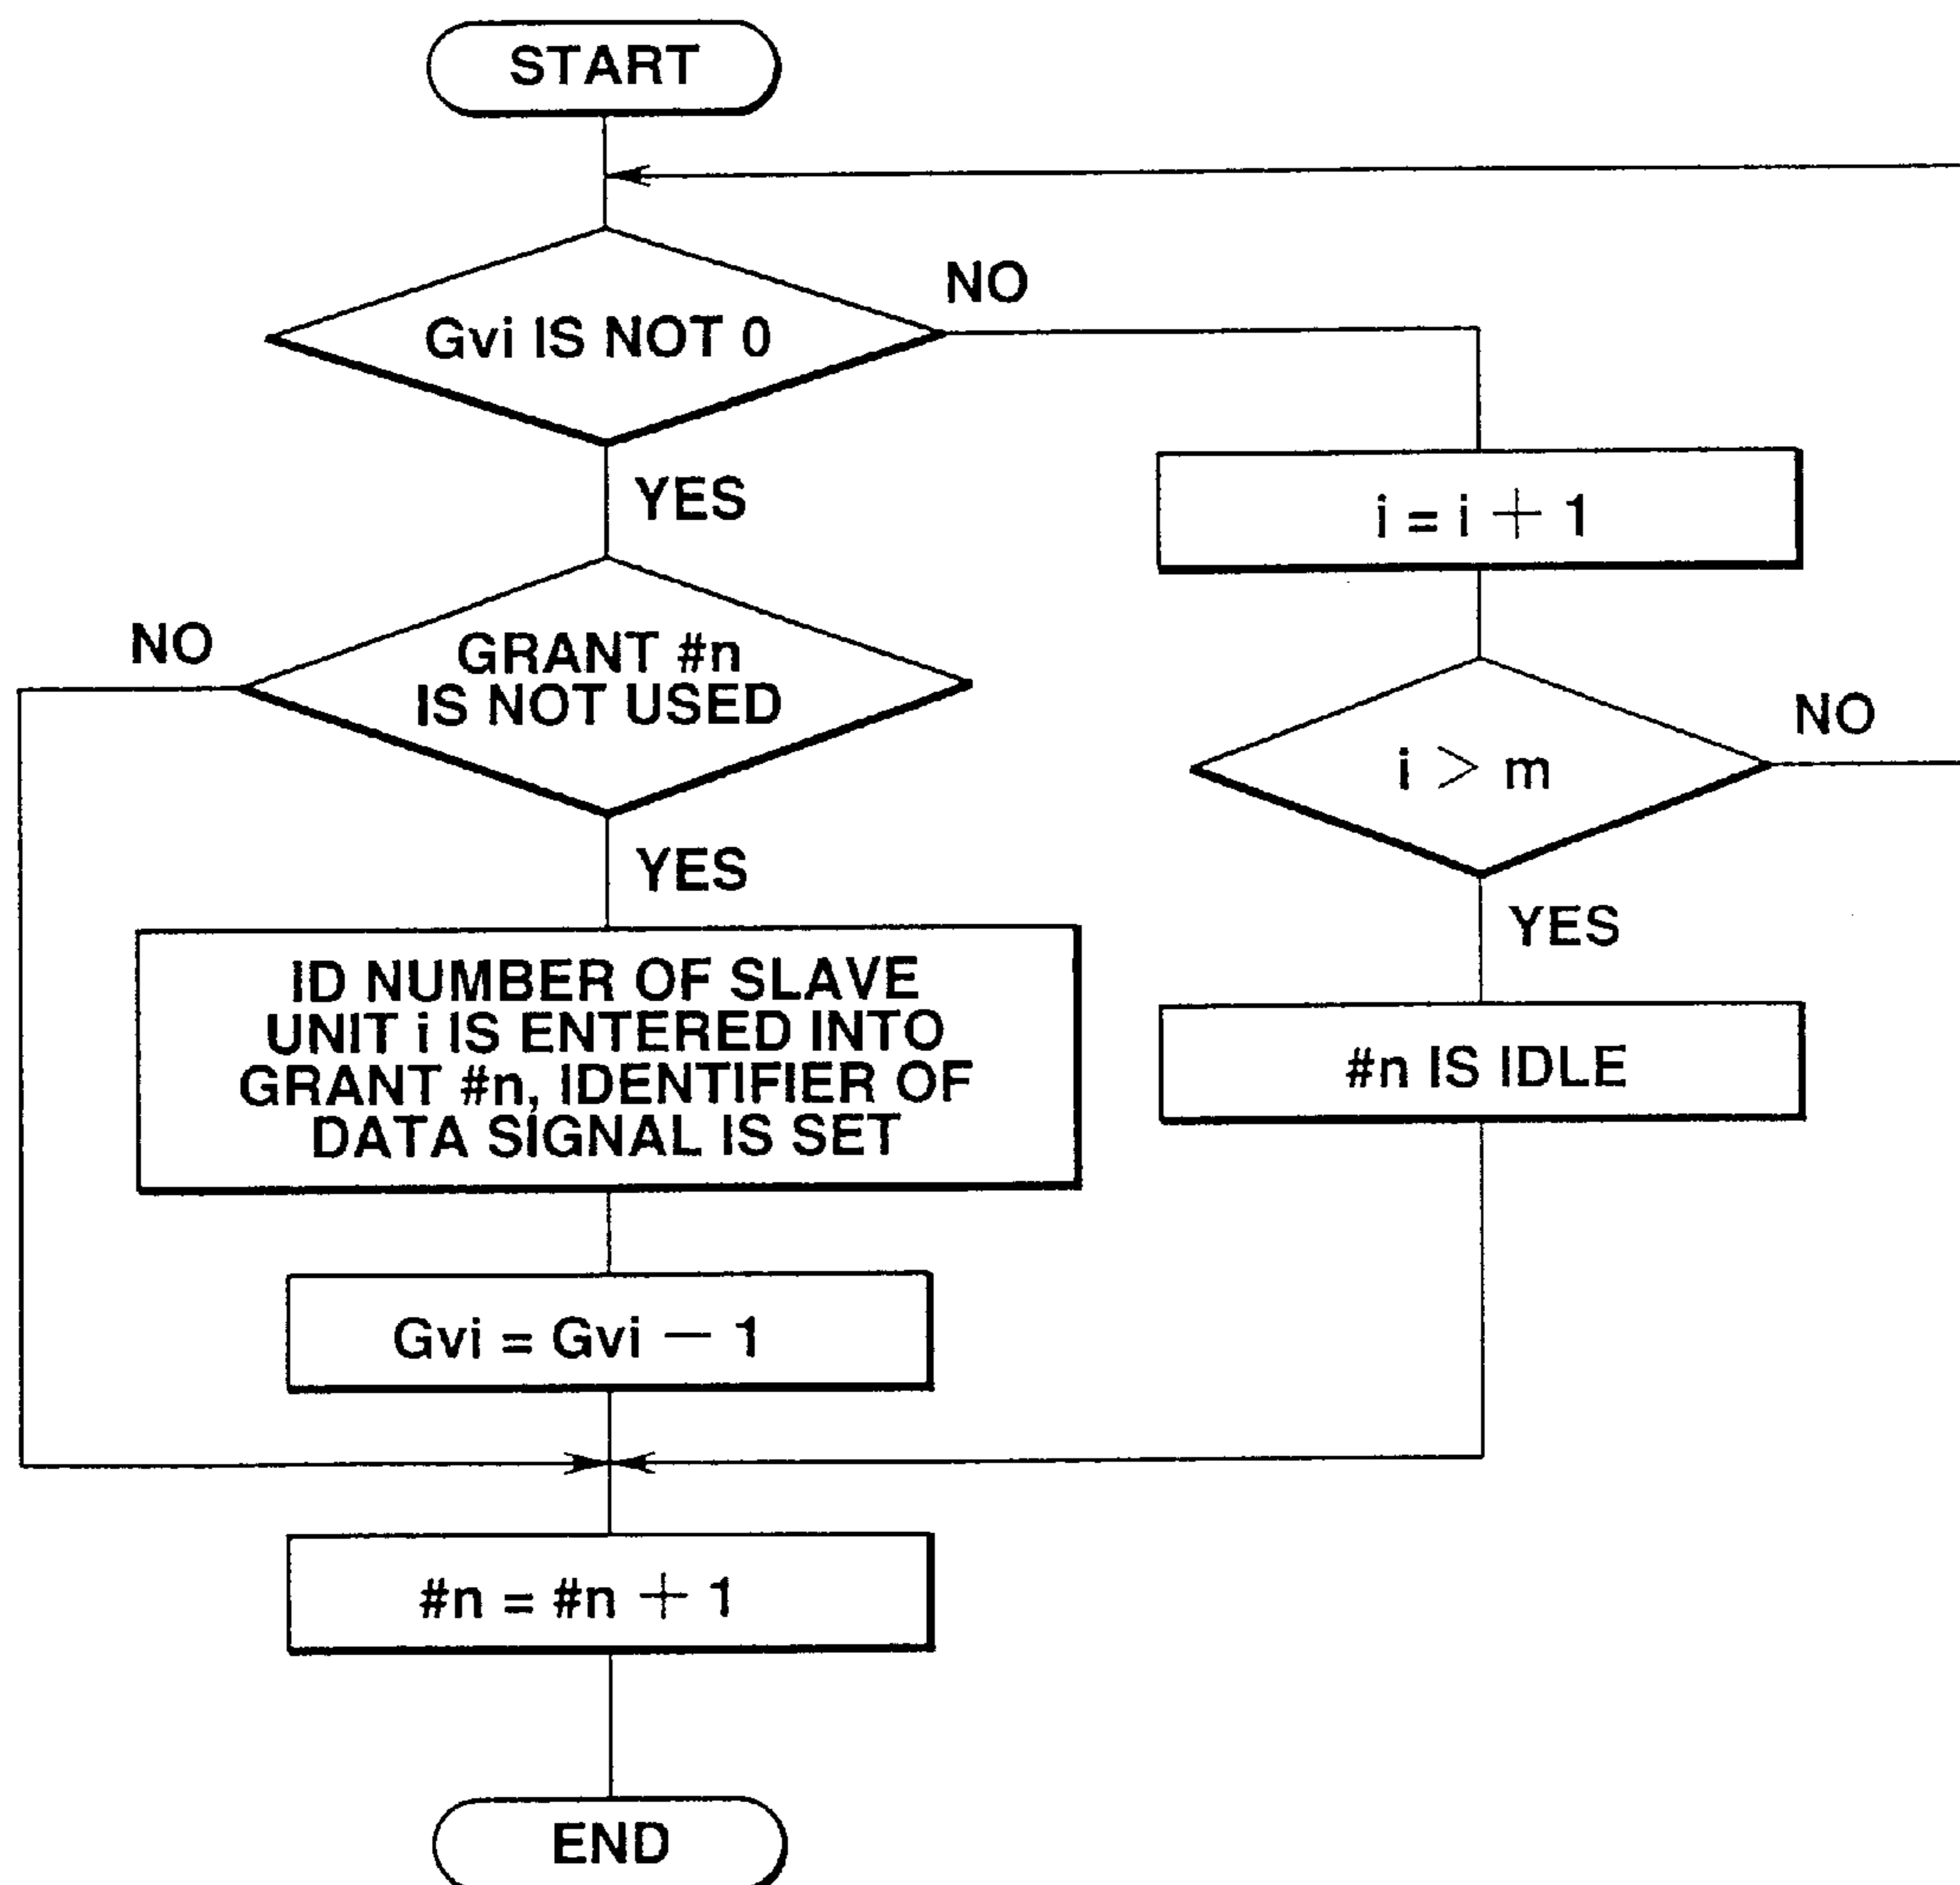 START
Gvi IS NOT 0
NO
YES
i = i + 1
GRANT #n
IS NOT USED
NO
YES
i > m
NO
YES
ID NUMBER OF SLAVE
UNIT i IS ENTERED INTO
GRANT #n, IDENTIFIER OF
DATA SIGNAL IS SET
#n IS IDLE
Gvi = Gvi — 1
#n = #n + 1
END